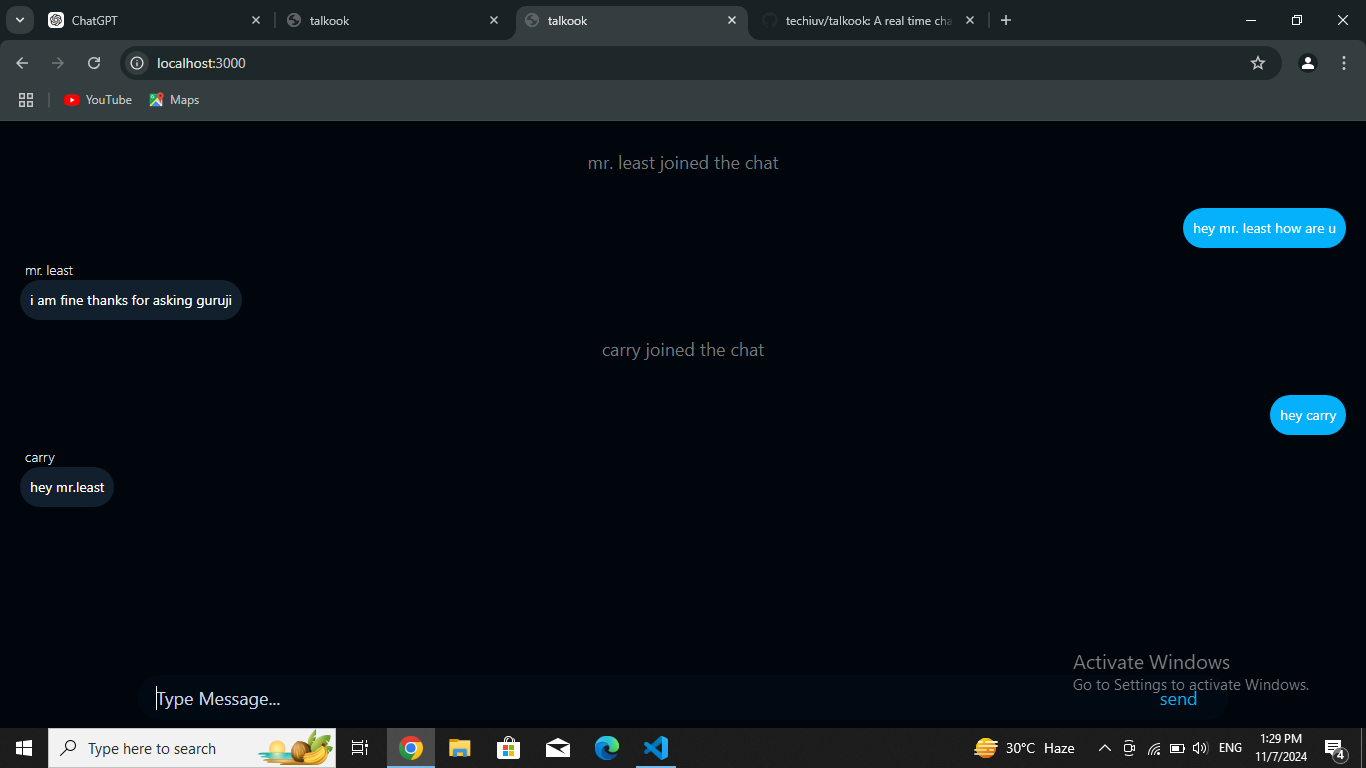 ChatGPT
talkook
talkook
techiuv/talkook: A real time cha
localhost:3000
YouTube
Maps
mr. least joined the chat
hey mr. least how are u
mr. least
i am fine thanks for asking guruji
carry joined the chat
hey carry
carry
hey mr.least
Activate Windows
Go to Settings to activate Windows.
Type Message...
send
Type here to search
30°C Haze
ENG
1:29 PM
11/7/2024
4